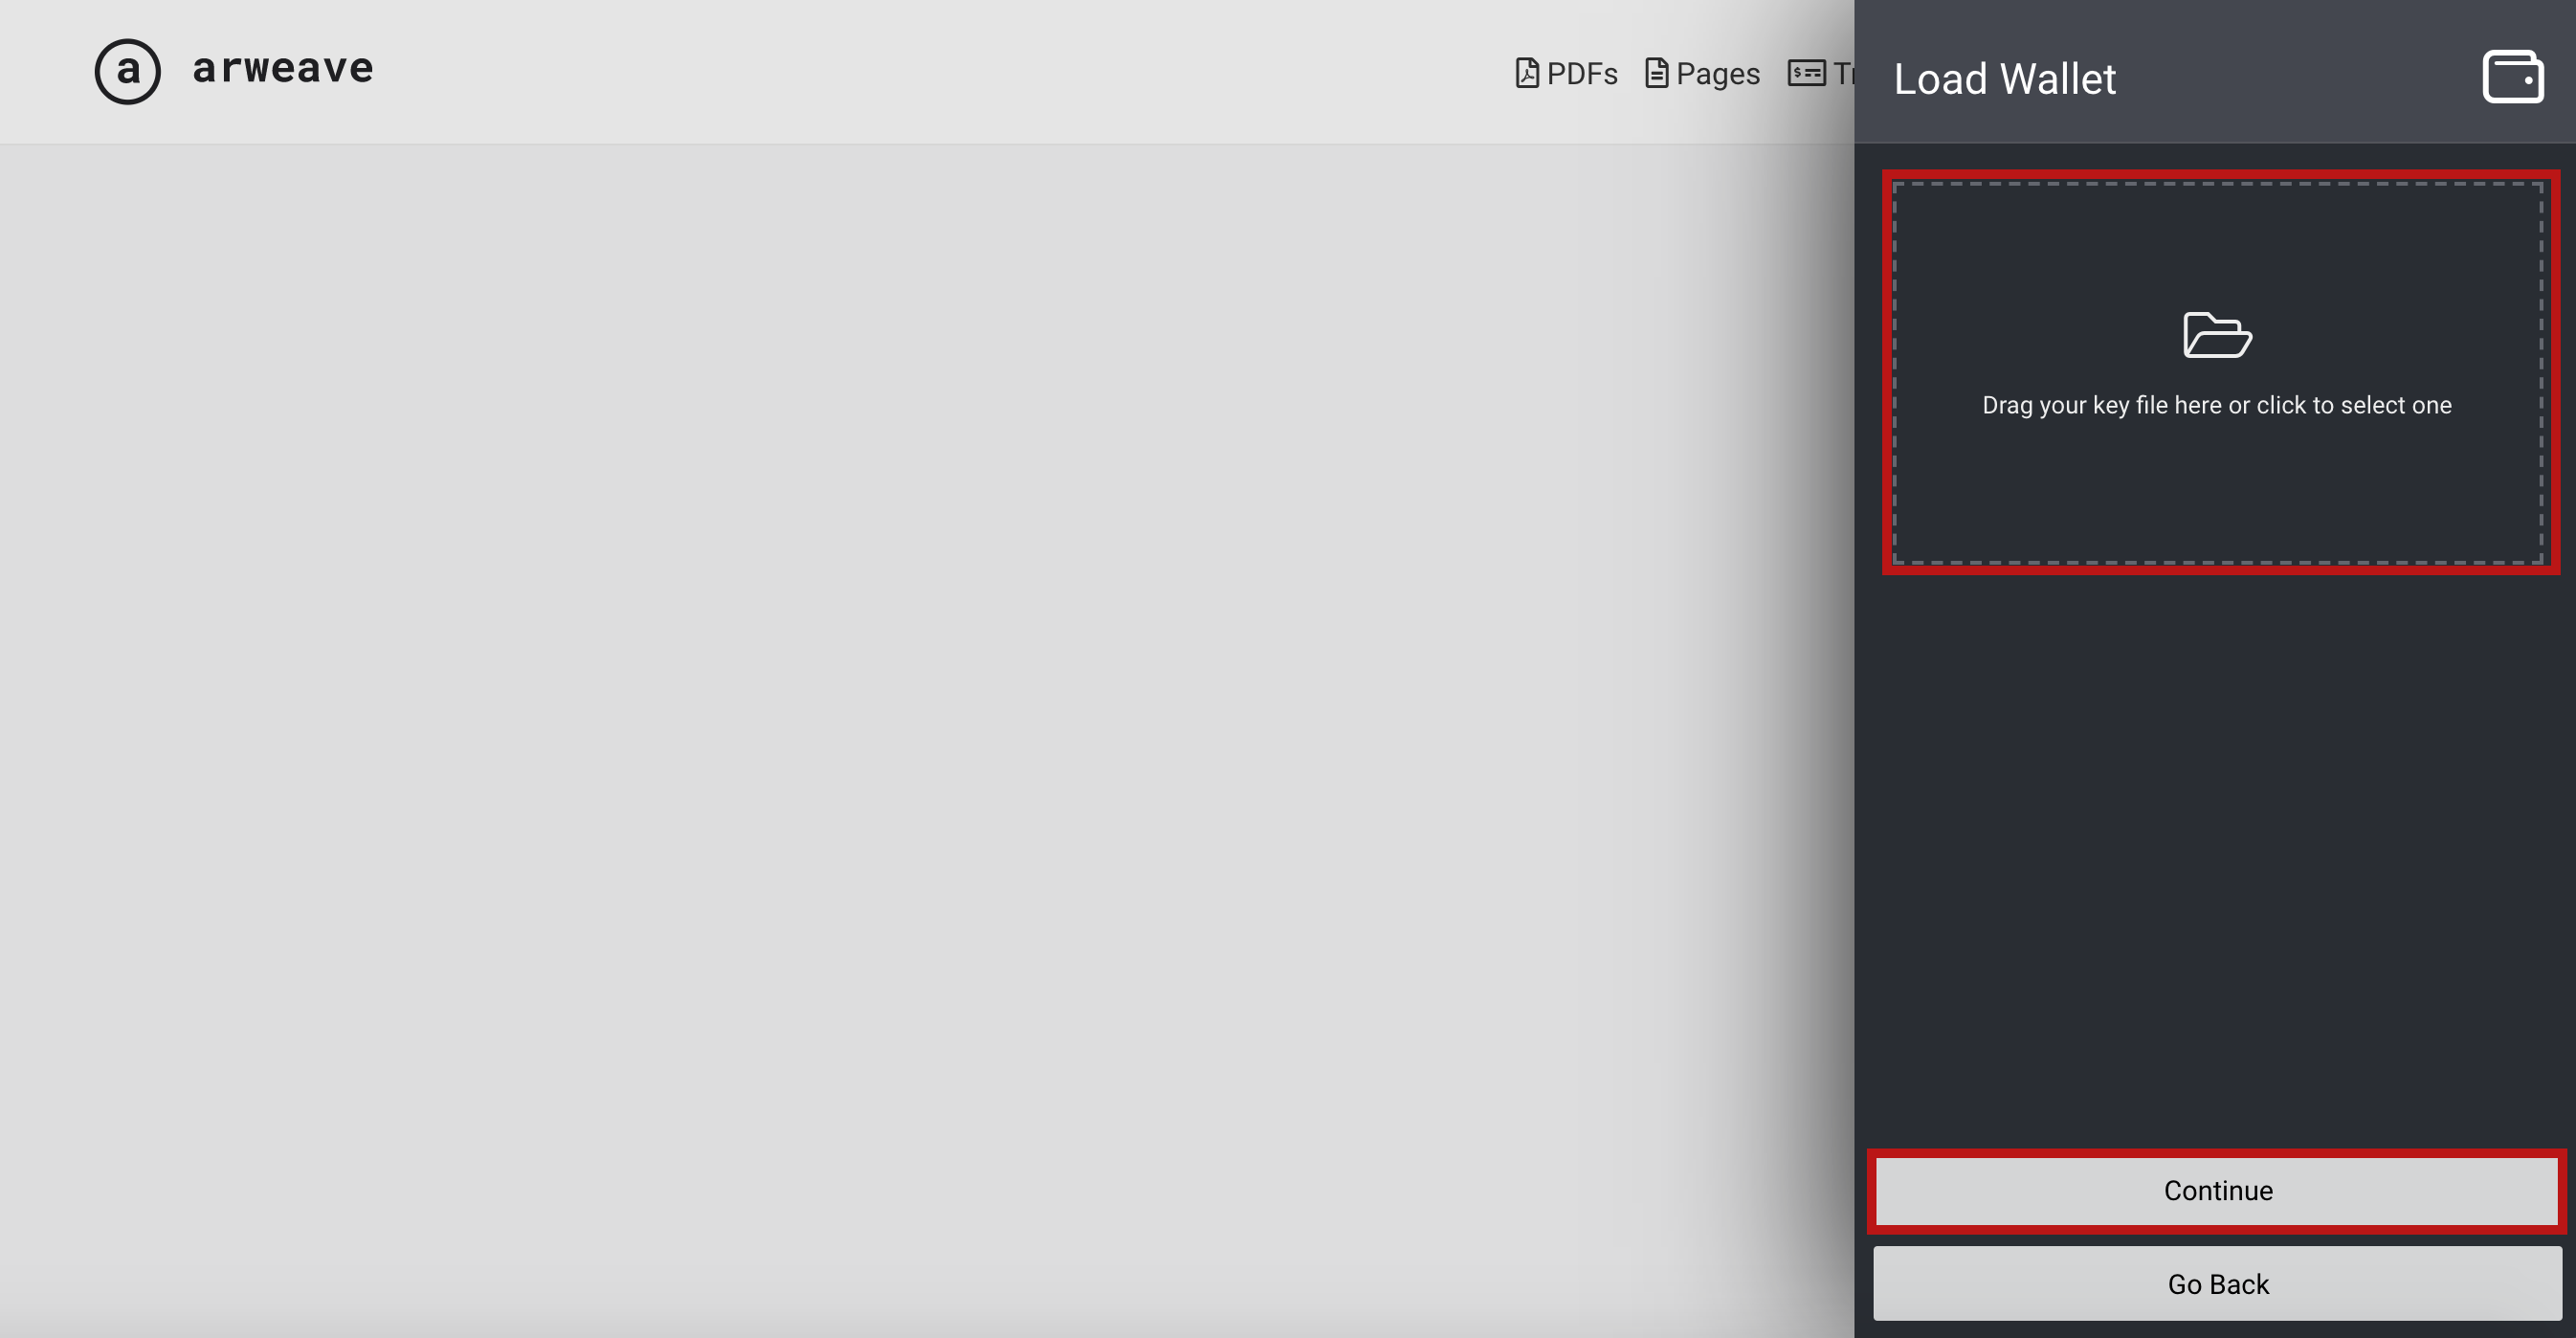 a arweave
PDFs Pages Tr
Load Wallet
Drag your key file here or click to select one
Continue
Go Back